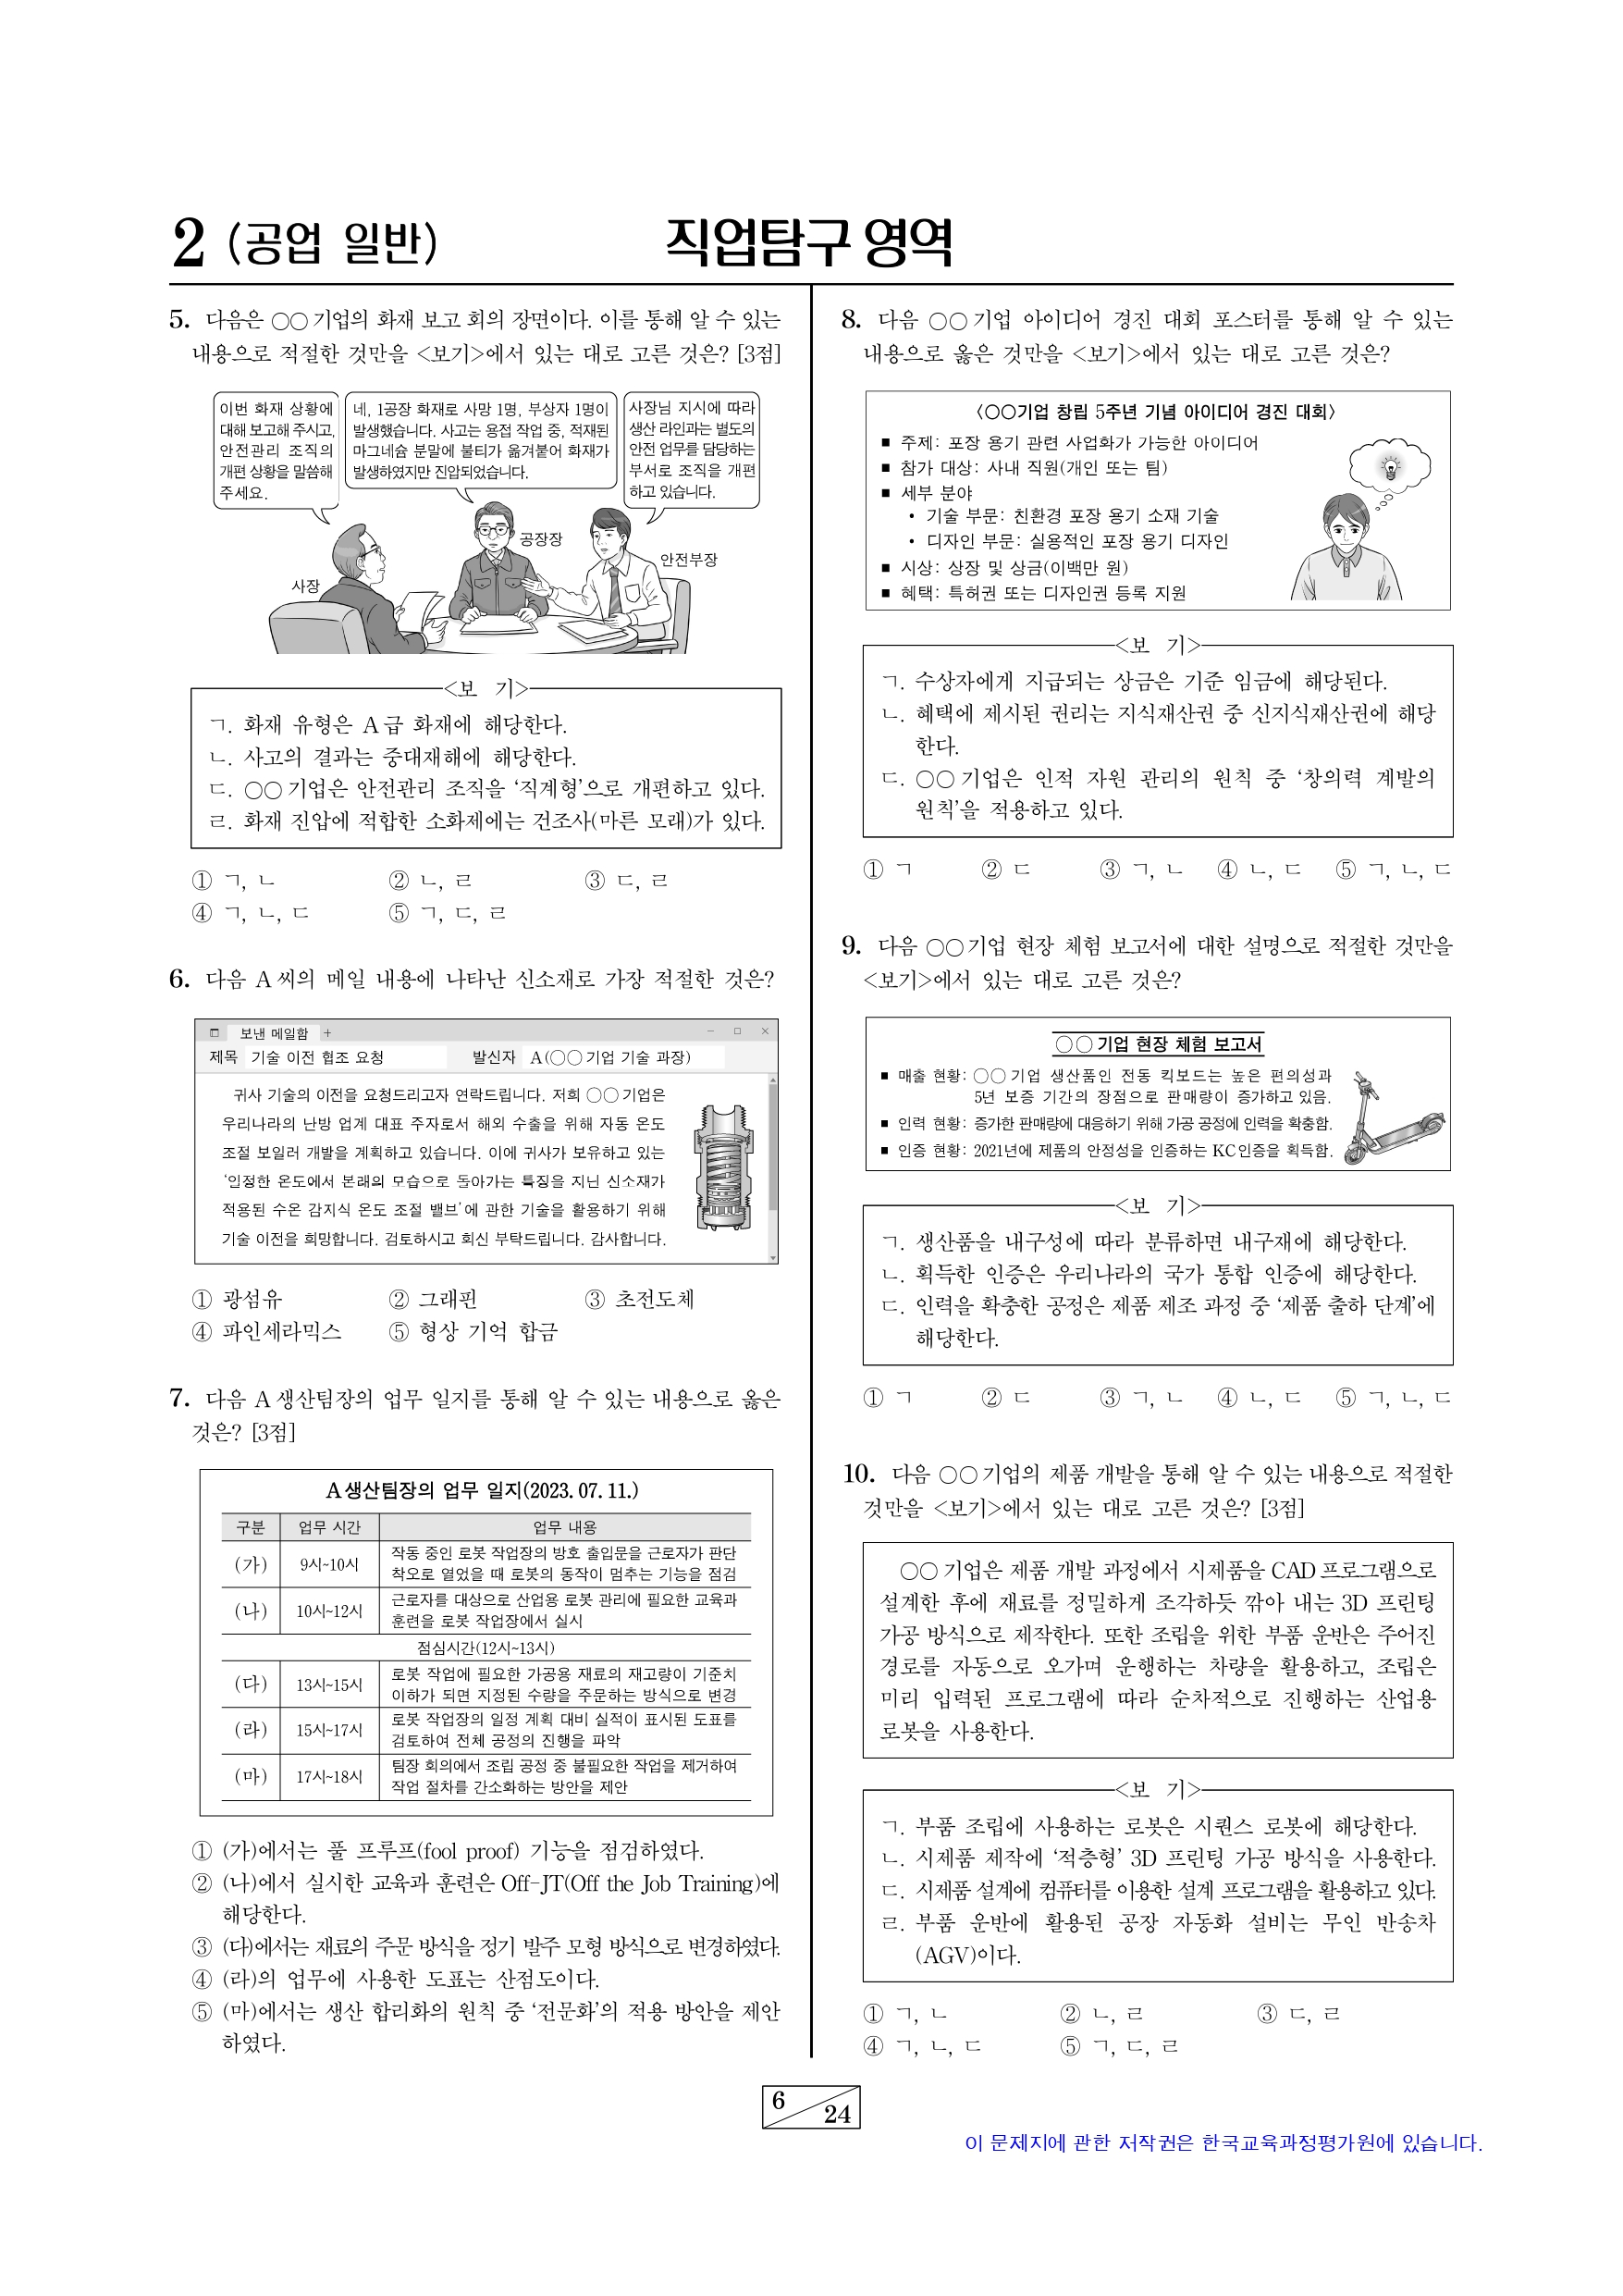 2 (공업 일반)
직업탐구 영역
5. 다음은 ○○ 기업의 화재 보고 회의 장면이다. 이를 통해 알 수 있는
내용으로 적절한 것만을 <보기>에서 있는 대로 고른 것은? [3점]
이번 화재 상황에
대해 보고해 주시고,
안전관리 조직의
개편 상황을 말씀해
주세요.
네, 1공장 화재로 사망 1명, 부상자 1명이
발생했습니다. 사고는 용접 작업 중, 적재된
마그네슘 분말에 불티가 옮겨붙어 화재가
발생하였지만 진압되었습니다.
사장님 지시에 따라
생산 라인과는 별도의
안전 업무를 담당하는
부서로 조직을 개편
하고 있습니다.
사장
공장장
안전부장
<보 기>
ㄱ. 화재 유형은 A급 화재에 해당한다.
ㄴ. 사고의 결과는 중대재해에 해당한다.
ㄷ. ○○ 기업은 안전관리 조직을 ‘직계형’으로 개편하고 있다.
ㄹ. 화재 진압에 적합한 소화제에는 건조사(마른 모래)가 있다.
① ㄱ, ㄴ ② ㄴ, ㄹ ③ ㄷ, ㄹ
④ ㄱ, ㄴ, ㄷ ⑤ ㄱ, ㄷ, ㄹ
6. 다음 A 씨의 메일 내용에 나타난 신소재로 가장 적절한 것은?
보낸 메일함 +
제목 기술 이전 협조 요청 발신자 A(○○ 기업 기술 과장)
귀사 기술의 이전을 요청드리고자 연락드립니다. 저희 ○○ 기업은
우리나라의 난방 업계 대표 주자로서 해외 수출을 위해 자동 온도
조절 보일러 개발을 계획하고 있습니다. 이에 귀사가 보유하고 있는
‘일정한 온도에서 본래의 모습으로 돌아가는 특징을 지닌 신소재가
적용된 수온 감지식 온도 조절 밸브’에 관한 기술을 활용하기 위해
기술 이전을 희망합니다. 검토하시고 회신 부탁드립니다. 감사합니다.
① 광섬유 ② 그래핀 ③ 초전도체
④ 파인세라믹스 ⑤ 형상 기억 합금
7. 다음 A 생산팀장의 업무 일지를 통해 알 수 있는 내용으로 옳은
것은? [3점]
A 생산팀장의 업무 일지(2023. 07. 11.)
구분 업무 시간 업무 내용
(가) 9시~10시 작동 중인 로봇 작업장의 방호 출입문을 근로자가 판단
착오로 열었을 때 로봇의 동작이 멈추는 기능을 점검
(나) 10시~12시 근로자를 대상으로 산업용 로봇 관리에 필요한 교육과
훈련을 로봇 작업장에서 실시
점심시간(12시~13시)
(다) 13시~15시 로봇 작업에 필요한 가공용 재료의 재고량이 기준치
이하가 되면 지정된 수량을 주문하는 방식으로 변경
(라) 15시~17시 로봇 작업장의 일정 계획 대비 실적이 표시된 도표를
검토하여 전체 공정의 진행을 파악
(마) 17시~18시 팀장 회의에서 조립 공정 중 불필요한 작업을 제거하여
작업 절차를 간소화하는 방안을 제안
① (가)에서는 풀 프루프(fool proof) 기능을 점검하였다.
② (나)에서 실시한 교육과 훈련은 Off-JT(Off the Job Training)에
해당한다.
③ (다)에서는 재료의 주문 방식을 정기 발주 모형 방식으로 변경하였다.
④ (라)의 업무에 사용한 도표는 산점도이다.
⑤ (마)에서는 생산 합리화의 원칙 중 ‘전문화’의 적용 방안을 제안
하였다.
8. 다음 ○○ 기업 아이디어 경진 대회 포스터를 통해 알 수 있는
내용으로 옳은 것만을 <보기>에서 있는 대로 고른 것은?
〈○○기업 창립 5주년 기념 아이디어 경진 대회〉
■ 주제: 포장 용기 관련 사업화가 가능한 아이디어
■ 참가 대상: 사내 직원(개인 또는 팀)
■ 세부 분야
• 기술 부문: 친환경 포장 용기 소재 기술
• 디자인 부문: 실용적인 포장 용기 디자인
■ 시상: 상장 및 상금(이백만 원)
■ 혜택: 특허권 또는 디자인권 등록 지원
<보 기>
ㄱ. 수상자에게 지급되는 상금은 기준 임금에 해당된다.
ㄴ. 혜택에 제시된 권리는 지식재산권 중 신지식재산권에 해당
한다.
ㄷ. ○○ 기업은 인적 자원 관리의 원칙 중 ‘창의력 계발의
원칙’을 적용하고 있다.
① ㄱ ② ㄷ ③ ㄱ, ㄴ ④ ㄴ, ㄷ ⑤ ㄱ, ㄴ, ㄷ
9. 다음 ○○기업 현장 체험 보고서에 대한 설명으로 적절한 것만을
<보기>에서 있는 대로 고른 것은?
○○ 기업 현장 체험 보고서
■ 매출 현황: ○○ 기업 생산품인 전동 킥보드는 높은 편의성과
5년 보증 기간의 장점으로 판매량이 증가하고 있음.
■ 인력 현황: 증가한 판매량에 대응하기 위해 가공 공정에 인력을 확충함.
■ 인증 현황: 2021년에 제품의 안정성을 인증하는 KC인증을 획득함.
<보 기>
ㄱ. 생산품을 내구성에 따라 분류하면 내구재에 해당한다.
ㄴ. 획득한 인증은 우리나라의 국가 통합 인증에 해당한다.
ㄷ. 인력을 확충한 공정은 제품 제조 과정 중 ‘제품 출하 단계’에
해당한다.
① ㄱ ② ㄷ ③ ㄱ, ㄴ ④ ㄴ, ㄷ ⑤ ㄱ, ㄴ, ㄷ
10. 다음 ○○ 기업의 제품 개발을 통해 알 수 있는 내용으로 적절한
것만을 <보기>에서 있는 대로 고른 것은? [3점]
○○ 기업은 제품 개발 과정에서 시제품을 CAD 프로그램으로
설계한 후에 재료를 정밀하게 조각하듯 깎아 내는 3D 프린팅
가공 방식으로 제작한다. 또한 조립을 위한 부품 운반은 주어진
경로를 자동으로 오가며 운행하는 차량을 활용하고, 조립은
미리 입력된 프로그램에 따라 순차적으로 진행하는 산업용
로봇을 사용한다.
<보 기>
ㄱ. 부품 조립에 사용하는 로봇은 시퀀스 로봇에 해당한다.
ㄴ. 시제품 제작에 ‘적층형’ 3D 프린팅 가공 방식을 사용한다.
ㄷ. 시제품 설계에 컴퓨터를 이용한 설계 프로그램을 활용하고 있다.
ㄹ. 부품 운반에 활용된 공장 자동화 설비는 무인 반송차
(AGV)이다.
① ㄱ, ㄴ ② ㄴ, ㄹ ③ ㄷ, ㄹ
④ ㄱ, ㄴ, ㄷ ⑤ ㄱ, ㄷ, ㄹ
6 24
이 문제지에 관한 저작권은 한국교육과정평가원에 있습니다.